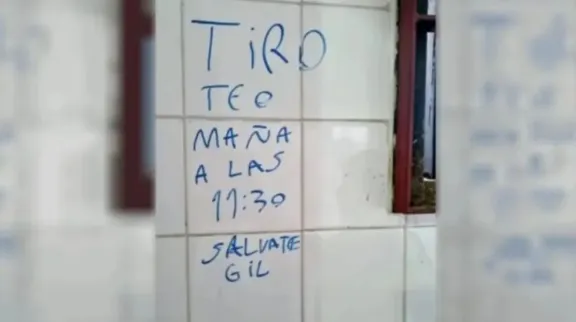 TiRO
TEO
MAÑA
A LAS
11:30
SALVATE
GIL